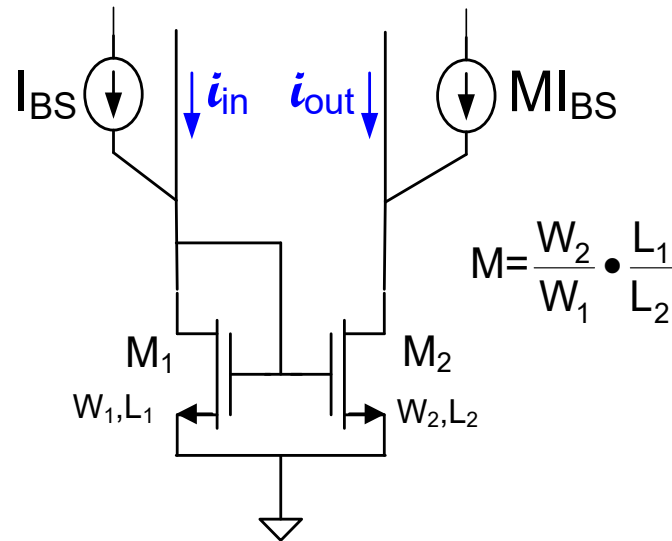 I_BS
i_in
i_out
MI_BS
M = W_2/W_1 • L_1/L_2
M_1
M_2
W_1,L_1
W_2,L_2